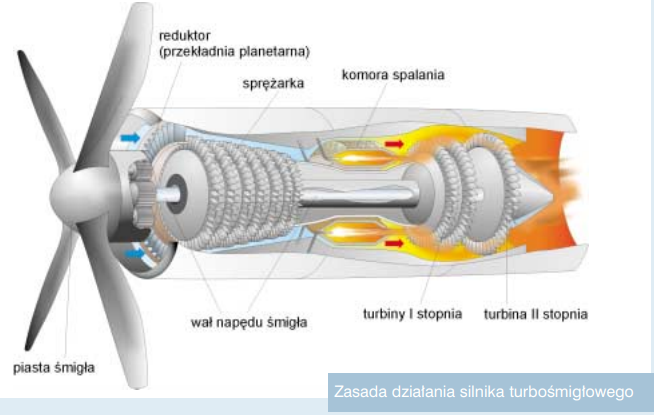 reduktor
(przekładnia planetarna)
sprężarka
komora spalania
wał napędu śmigła
turbiny I stopnia
turbina II stopnia
piasta śmigła
Zasada działania silnika turbośmigłowego